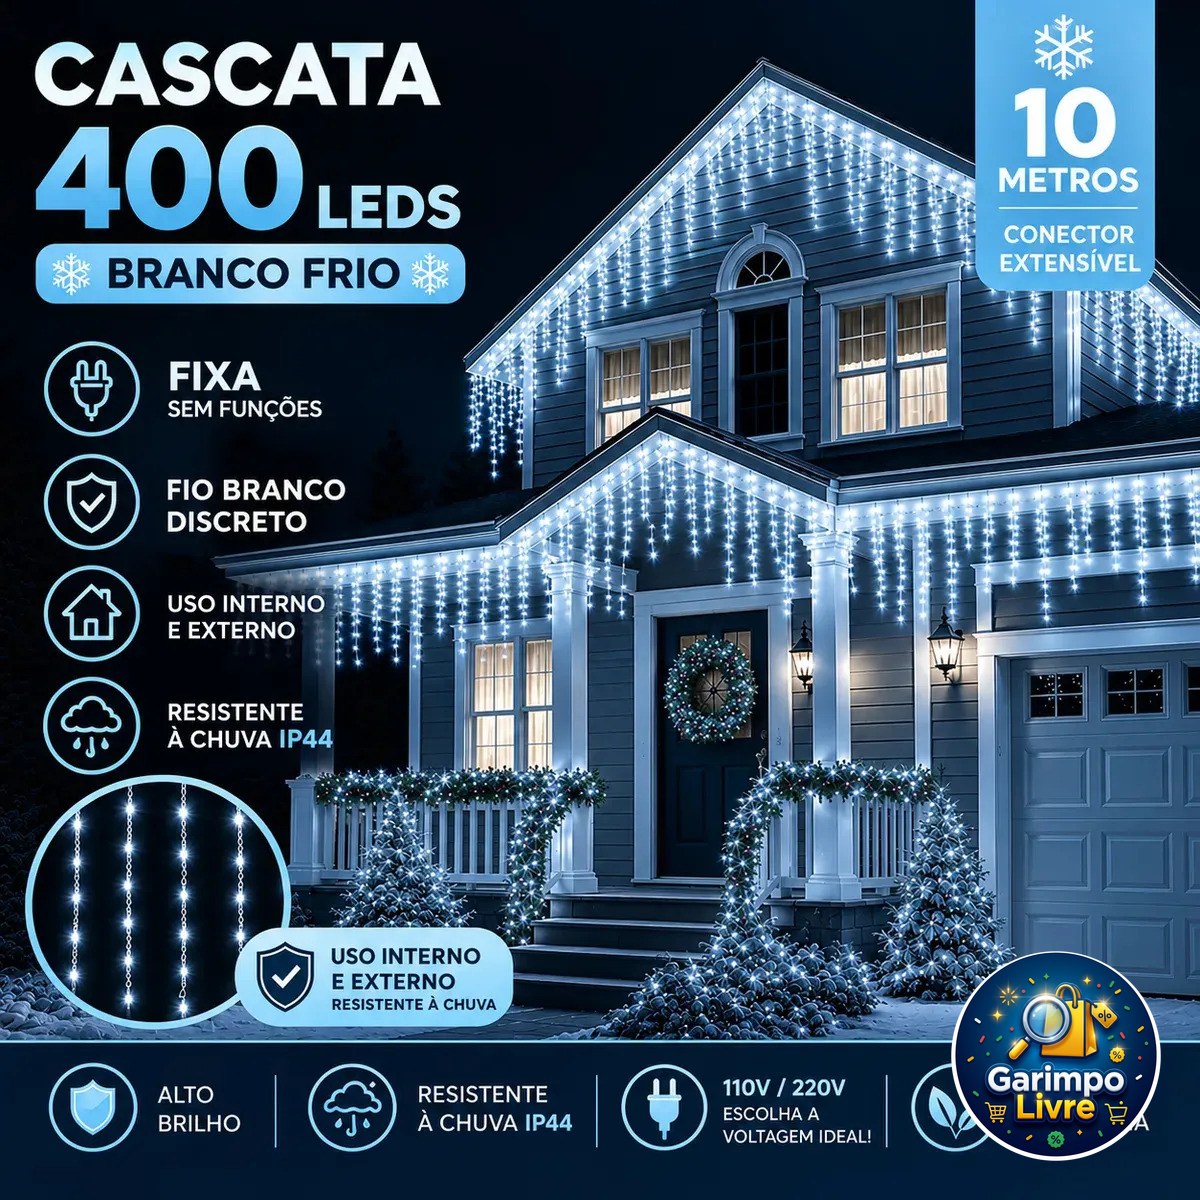 CASCATA
400 LEDS
BRANCO FRIO
10
METROS
CONECTOR
EXTENSÍVEL
FIXA
SEM FUNÇÕES
FIO BRANCO
DISCRETO
USO INTERNO
E EXTERNO
RESISTENTE
À CHUVA IP44
USO INTERNO
E EXTERNO
RESISTENTE À CHUVA
ALTO
BRILHO
RESISTENTE
À CHUVA IP44
110V / 220V
ESCOLHA A
VOLTAGEM IDEAL!
%
%
Garimpo
Livre
%